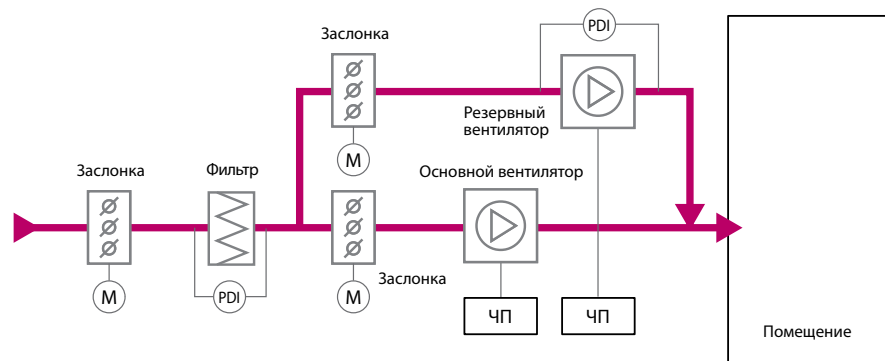 Заслонка
PDI
Резервный
вентилятор
M
Заслонка
Фильтр
Основной вентилятор
M
PDI
M
Заслонка
ЧП
ЧП
Помещение